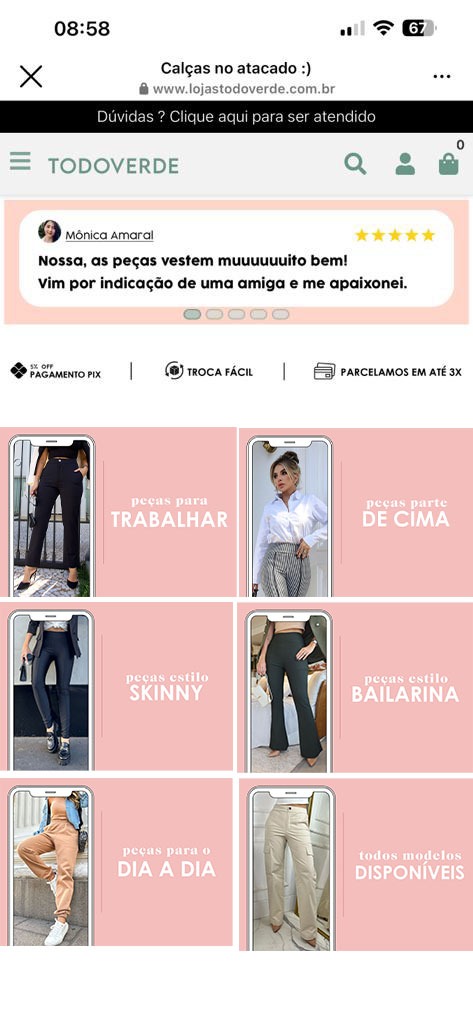 08:58
67
Calças no atacado :)
www.lojastodoverde.com.br
Dúvidas ? Clique aqui para ser atendido
TODOVERDE
0
Mônica Amaral
Nossa, as peças vestem muuuuuuito bem!
Vim por indicação de uma amiga e me apaixonei.
5% OFF
PAGAMENTO PIX
TROCA FÁCIL
PARCELAMOS EM ATÉ 3X
peças para
TRABALHAR
peças parte
DE CIMA
peças estilo
SKINNY
peças estilo
BAILARINA
peças para o
DIA A DIA
todos modelos
DISPONÍVEIS